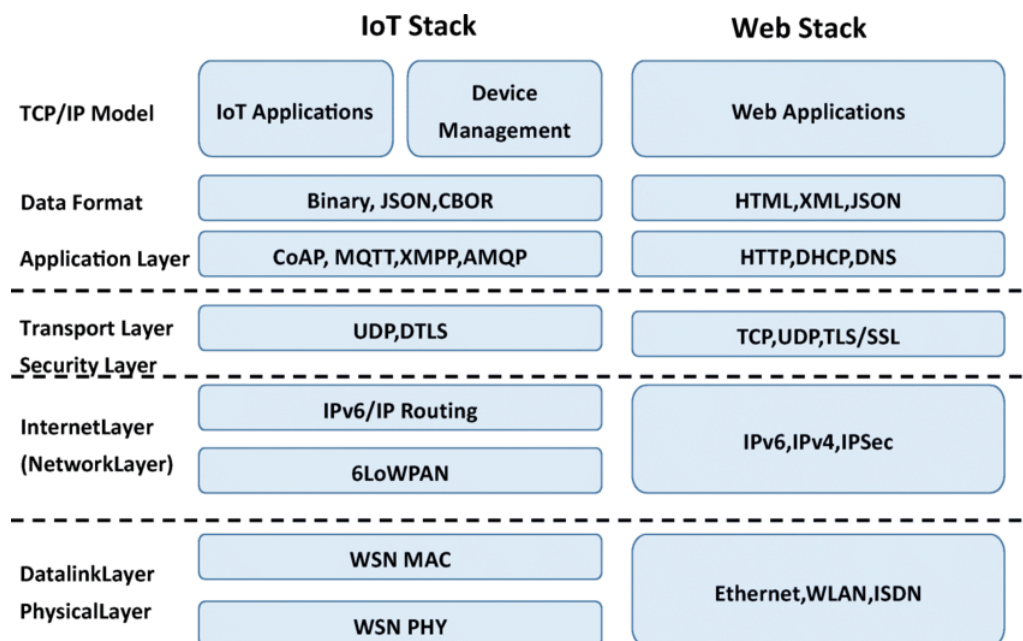 IoT Stack
Web Stack
TCP/IP Model
IoT Applications
Device
Management
Web Applications
Data Format
Binary, JSON,CBOR
HTML,XML,JSON
Application Layer
CoAP, MQTT,XMPP,AMQP
HTTP,DHCP,DNS
Transport Layer
Security Layer
UDP,DTLS
TCP,UDP,TLS/SSL
InternetLayer
(NetworkLayer)
IPv6/IP Routing
6LoWPAN
IPv6,IPv4,IPSec
DatalinkLayer
PhysicalLayer
WSN MAC
WSN PHY
Ethernet,WLAN,ISDN